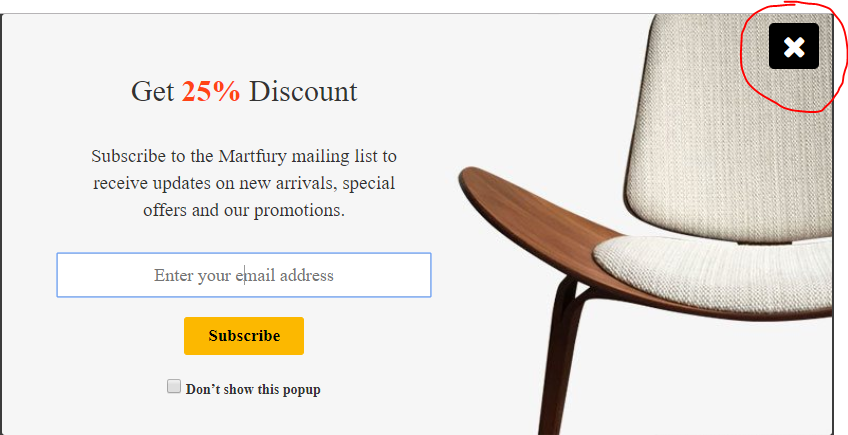 Get 25% Discount
Subscribe to the Martfury mailing list to
receive updates on new arrivals, special
offers and our promotions.
Enter your email address
Subscribe
Don’t show this popup